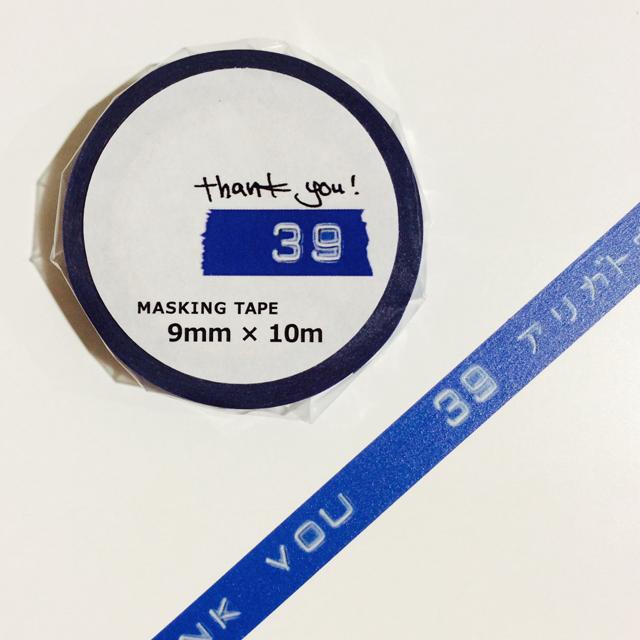 thank you!
39
MASKING TAPE
9mm × 10m
NK YOU 39 アリガト